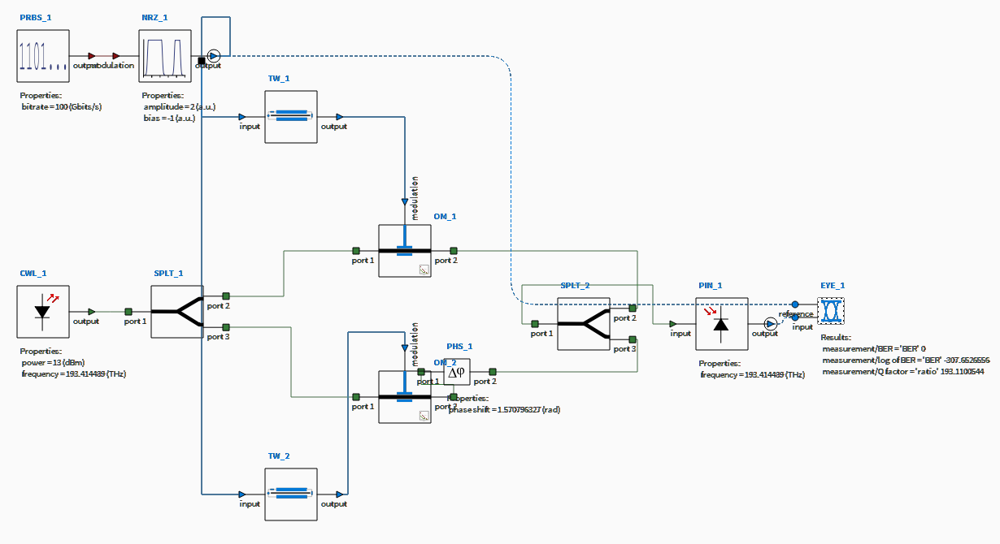 PRBS_1
output
Properties:
bitrate = 100 (Gbits/s)
NRZ_1
modulation
output
Properties:
amplitude = 2 (a.u.)
bias = -1 (a.u.)
TW_1
input
output
modulation
OM_1
port 1
port 2
CWL_1
output
Properties:
power = 13 (dBm)
frequency = 193.414489 (THz)
SPLT_1
port 1
port 2
port 3
modulation
OM_2
port 1
port 2
PHS_1
Δφ
port 1
port 2
Properties:
phase shift = 1.570796327 (rad)
TW_2
input
output
SPLT_2
port 1
port 2
port 3
PIN_1
input
output
Properties:
frequency = 193.414489 (THz)
EYE_1
reference
input
Results:
measurement/BER = 'BER' 0
measurement/log of BER = 'BER' -307.6526556
measurement/Q factor = 'ratio' 193.1100544